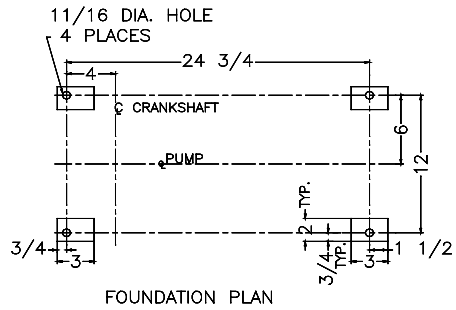 11/16 DIA. HOLE
4 PLACES
24 3/4
4
℄ CRANKSHAFT
6
12
℄ PUMP
TYP.
2
3/4
TYP.
3/4
3
3
1 1/2
FOUNDATION PLAN